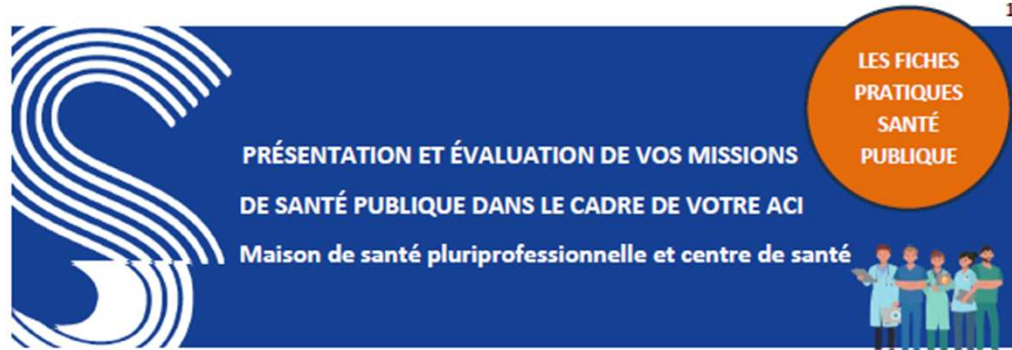 1
LES FICHES
PRATIQUES
SANTÉ
PUBLIQUE
PRÉSENTATION ET ÉVALUATION DE VOS MISSIONS
DE SANTÉ PUBLIQUE DANS LE CADRE DE VOTRE ACI
Maison de santé pluriprofessionnelle et centre de santé